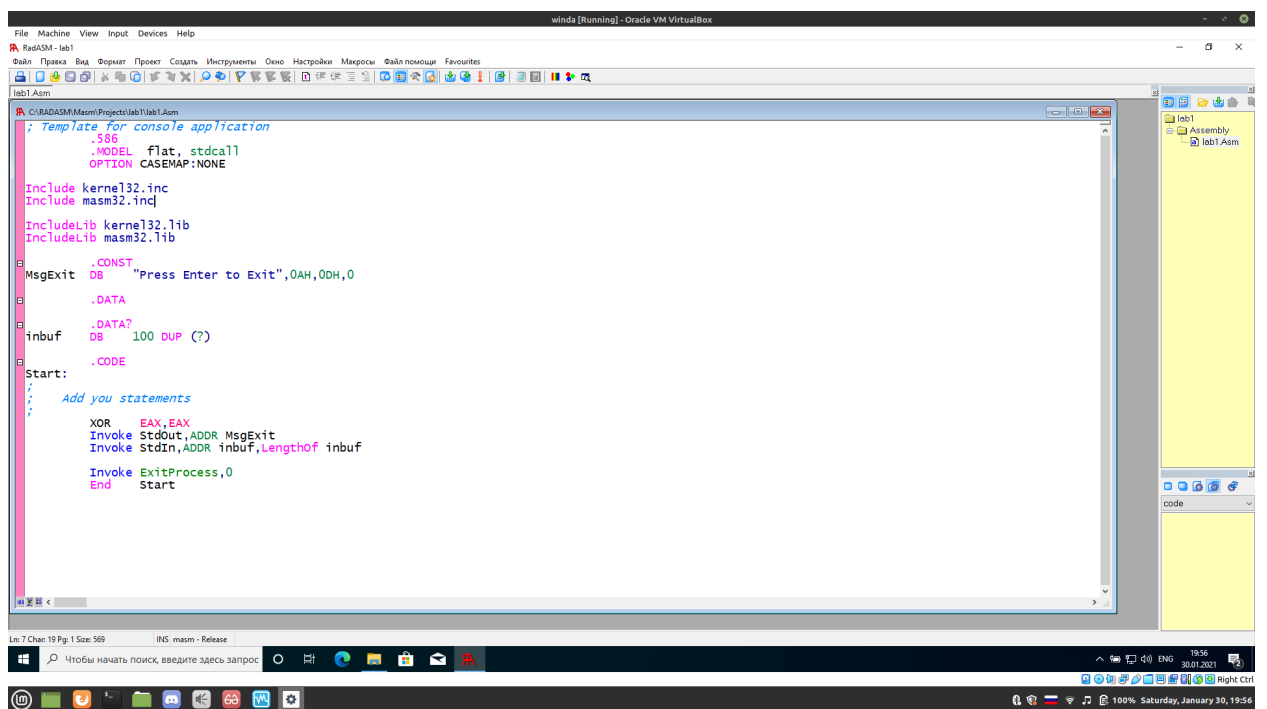 winda [Running] - Oracle VM VirtualBox
File Machine View Input Devices Help
RadASM - lab1
Файл Правка Вид Формат Проект Создать Инструменты Окно Настройки Макросы Файл помощи Favourites
lab1.Asm
C:\RADASM\Masm\Projects\lab1\lab1.Asm
; Template for console application
.586
.MODEL flat, stdcall
OPTION CASEMAP:NONE
Include kernel32.inc
Include masm32.inc
IncludeLib kernel32.lib
IncludeLib masm32.lib
.CONST
MsgExit DB "Press Enter to Exit",0AH,0DH,0
.DATA
.DATA?
inbuf DB 100 DUP (?)
.CODE
Start:
;
; Add you statements
;
XOR EAX,EAX
Invoke StdOut,ADDR MsgExit
Invoke StdIn,ADDR inbuf,LengthOf inbuf
Invoke ExitProcess,0
End Start
lab1
Assembly
lab1.Asm
code
Ln: 7 Char: 19 Pg: 1 Size: 569 INS masm - Release
Чтобы начать поиск, введите здесь запрос
ENG
19:56
30.01.2021
2
Right Ctrl
100% Saturday, January 30, 19:56